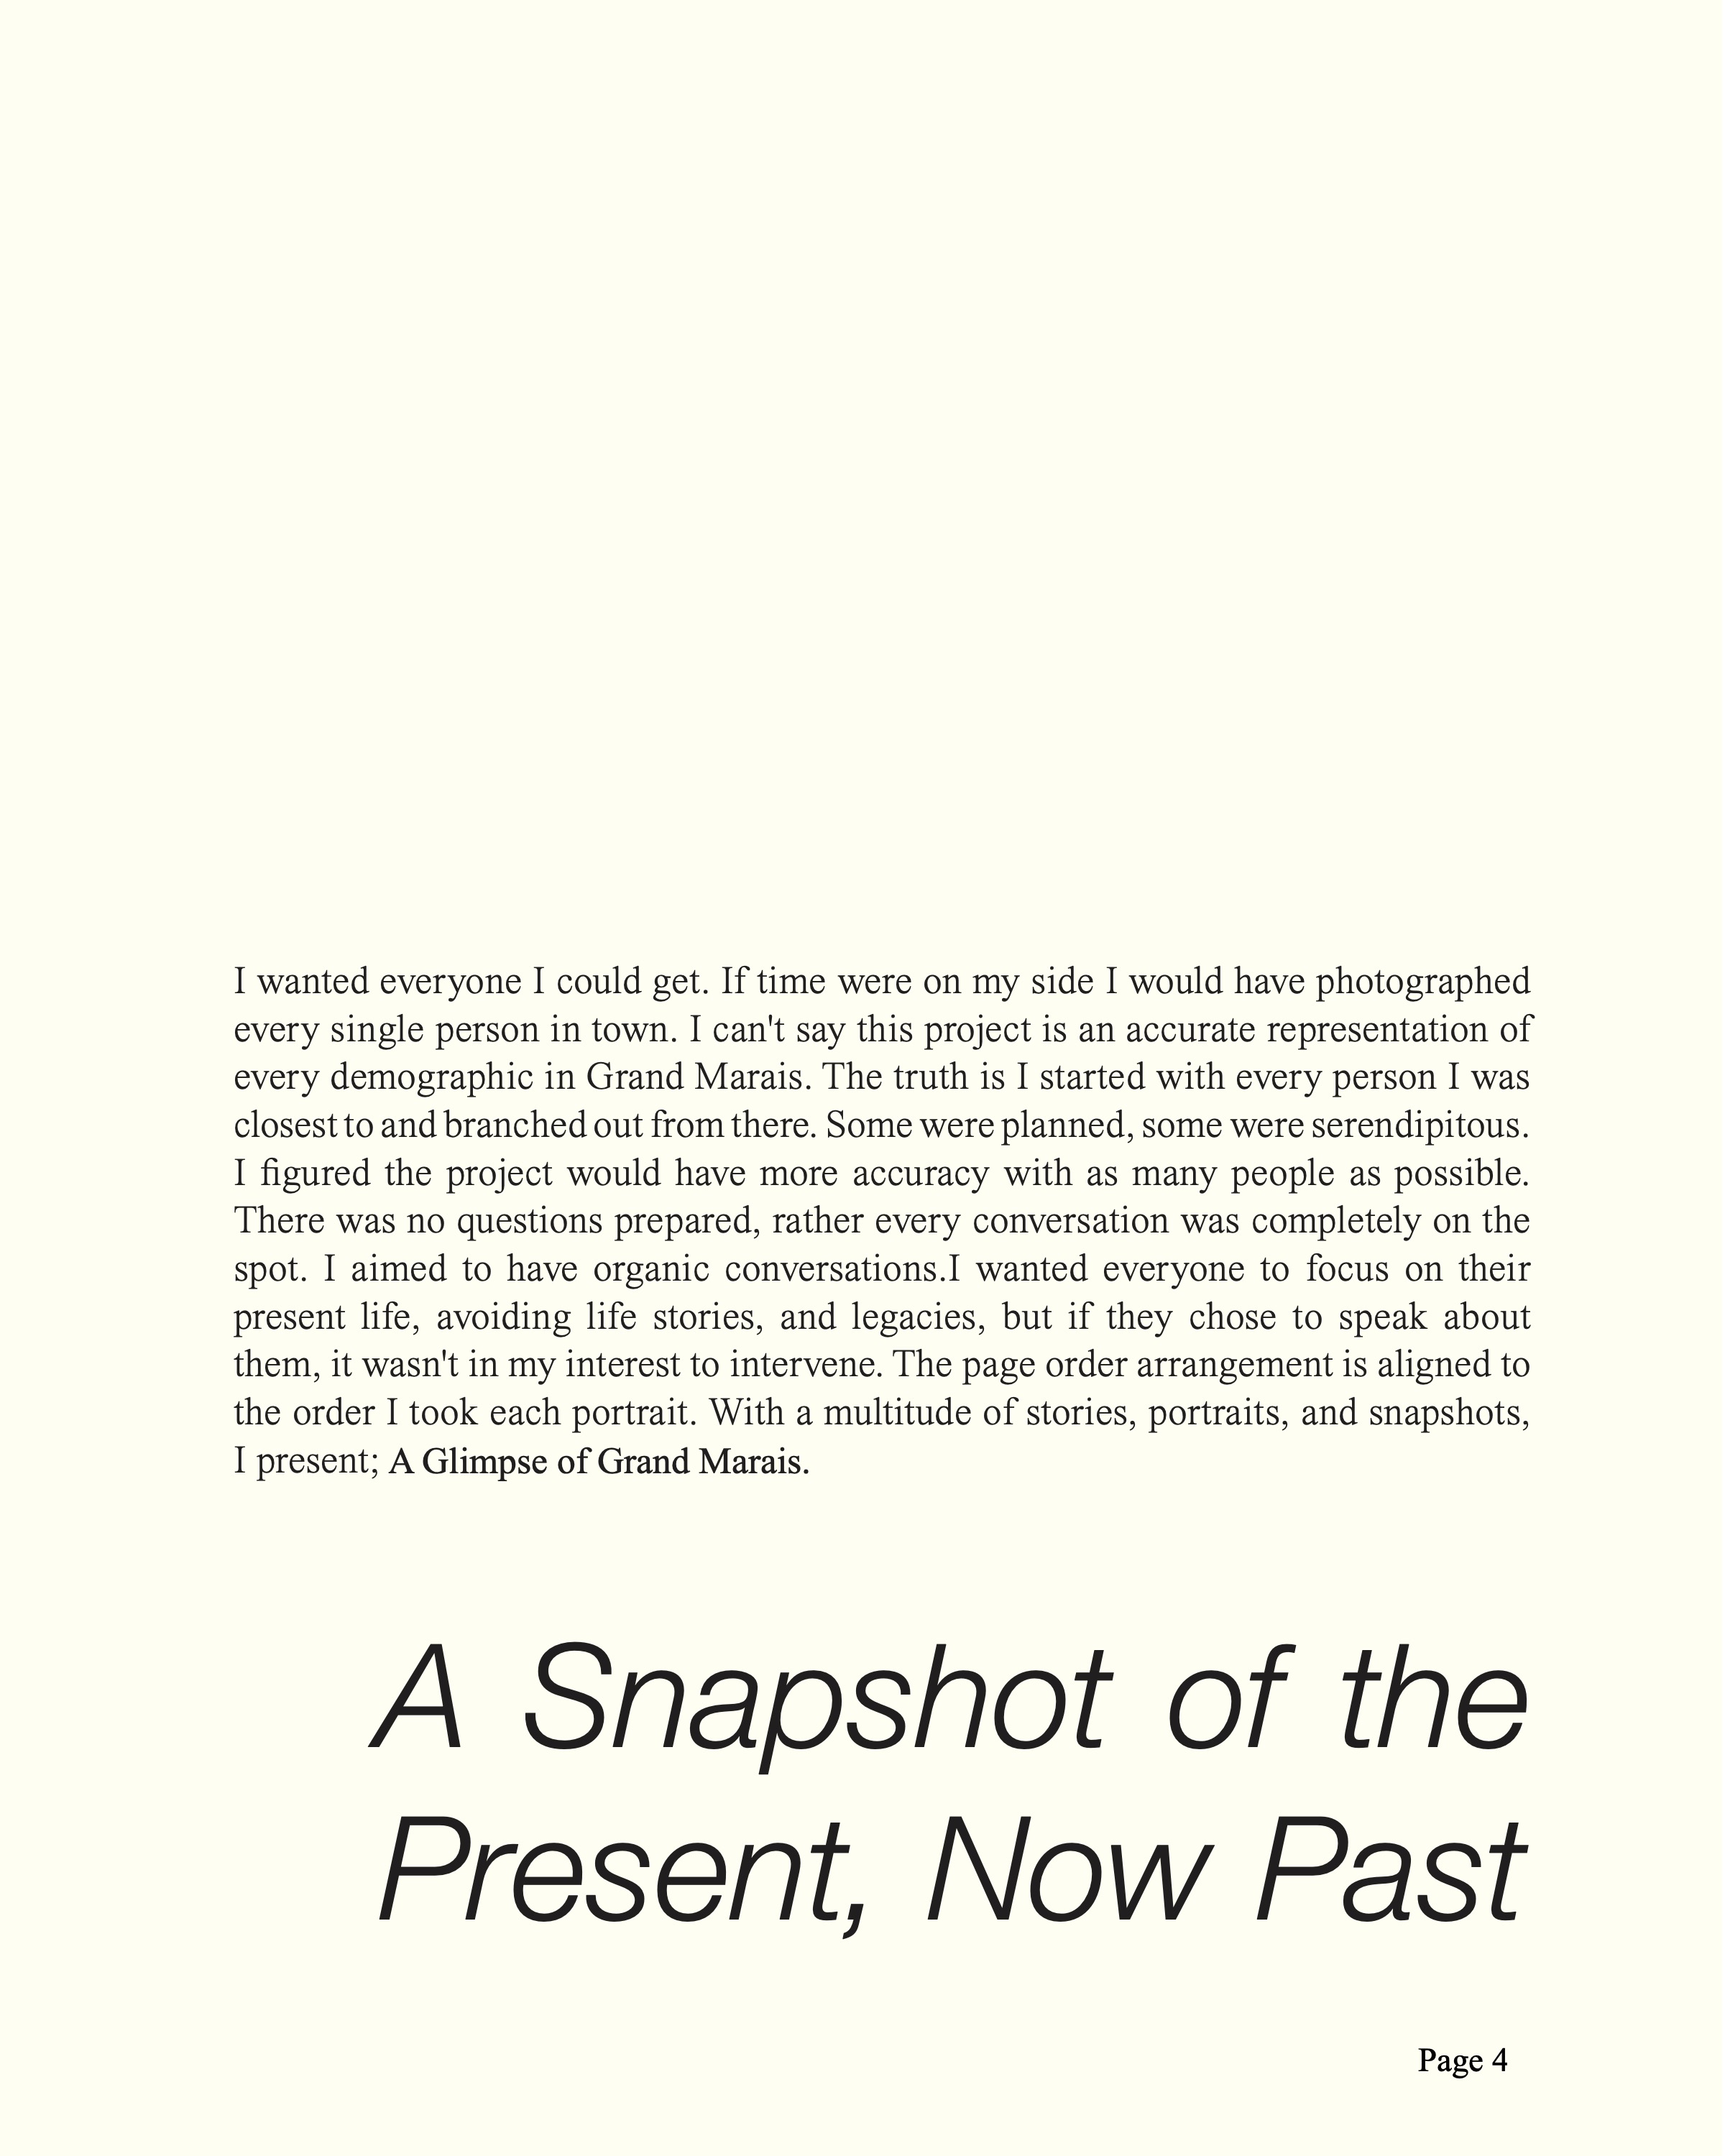 I wanted everyone I could get. If time were on my side I would have photographed
every single person in town. I can't say this project is an accurate representation of
every demographic in Grand Marais. The truth is I started with every person I was
closest to and branched out from there. Some were planned, some were serendipitous.
I figured the project would have more accuracy with as many people as possible.
There was no questions prepared, rather every conversation was completely on the
spot. I aimed to have organic conversations.I wanted everyone to focus on their
present life, avoiding life stories, and legacies, but if they chose to speak about
them, it wasn't in my interest to intervene. The page order arrangement is aligned to
the order I took each portrait. With a multitude of stories, portraits, and snapshots,
I present; A Glimpse of Grand Marais.
A Snapshot of the
Present, Now Past
Page 4